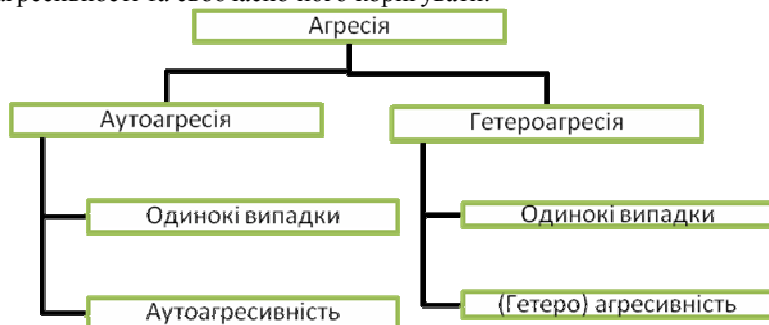 Агресія
Аутоагресія
Гетероагресія
Одинокі випадки
Одинокі випадки
Аутоагресивність
(Гетеро) агресивність